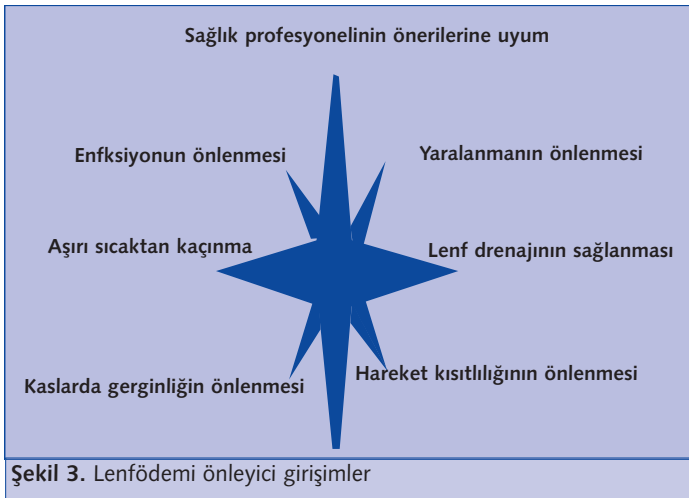 Sağlık profesyonelinin önerilerine uyum
Enfksiyonun önlenmesi
Yaralanmanın önlenmesi
Aşırı sıcaktan kaçınma
Lenf drenajının sağlanması
Kaslarda gerginliğin önlenmesi
Hareket kısıtlılığının önlenmesi
Şekil 3. Lenfödemi önleyici girişimler